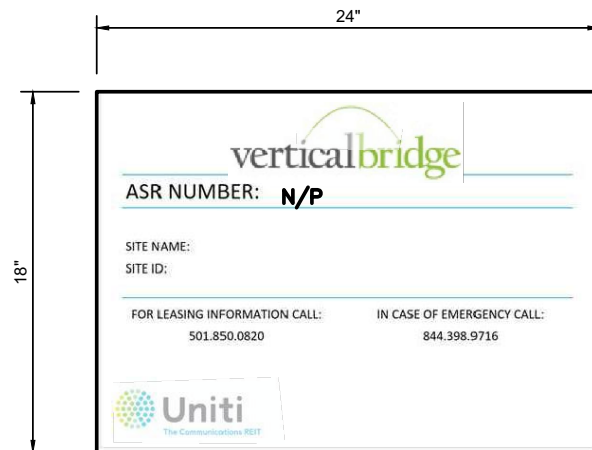 24"
18"
verticalbridge
ASR NUMBER: N/P
SITE NAME:
SITE ID:
FOR LEASING INFORMATION CALL: IN CASE OF EMERGENCY CALL:
501.850.0820 844.398.9716
Uniti
The Communications REIT